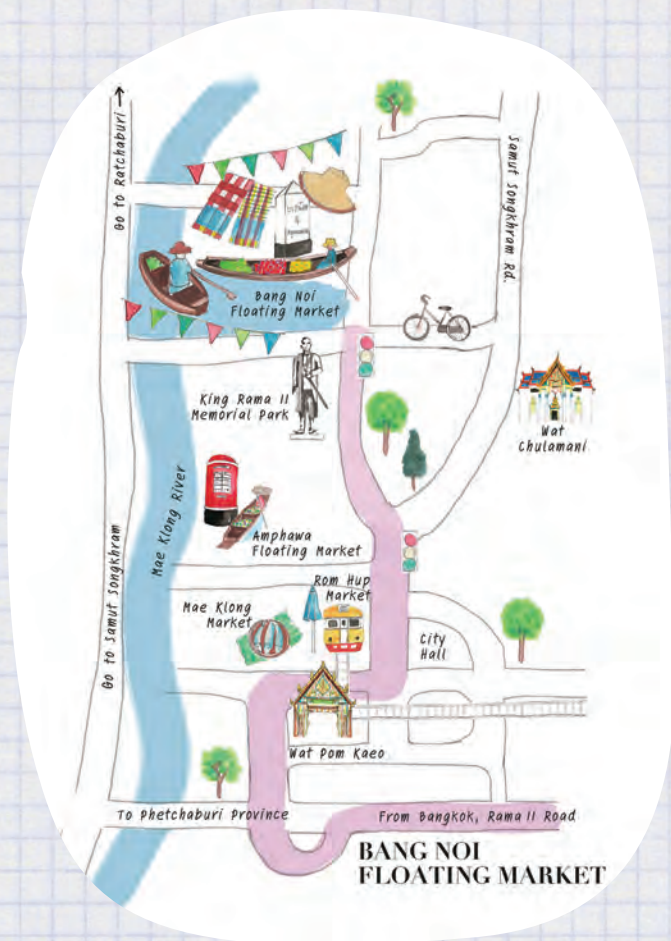 Go to Ratchaburi
Samut Songkhram Rd.
Bang Noi
Floating Market
King Rama II
Memorial Park
Wat
Chulamani
Mae Klong River
Amphawa
Floating Market
Go to Samut Songkhram
Rom Hup
Market
Mae Klong
Market
City
Hall
Wat Pom Kaeo
To Phetchaburi Province
From Bangkok, Rama II Road
BANG NOI
FLOATING MARKET